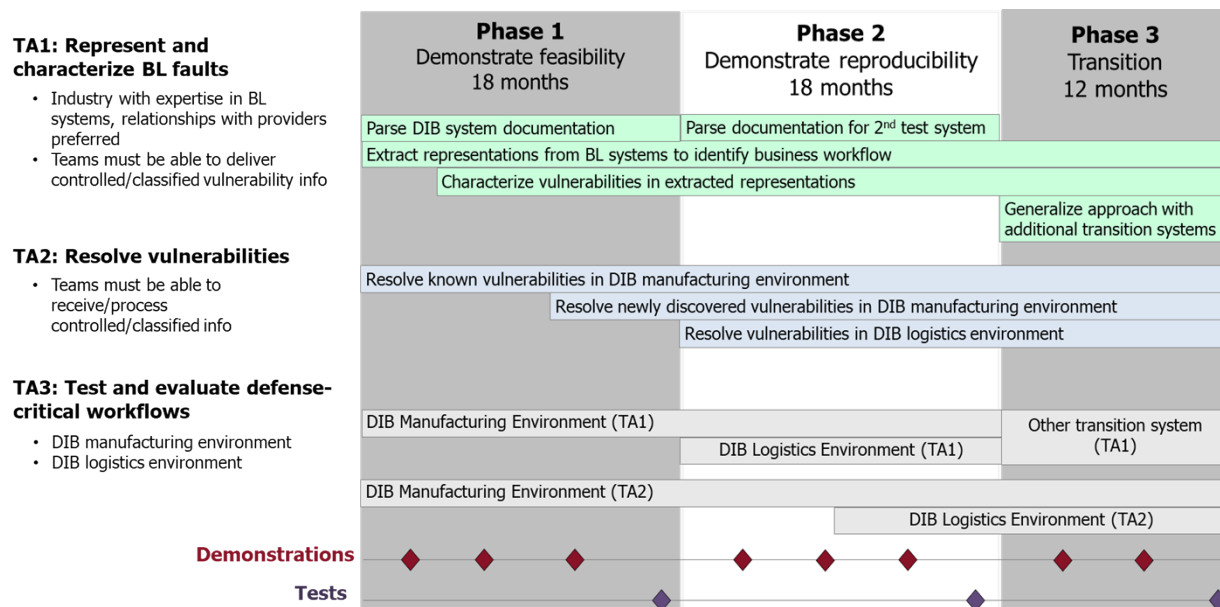 Phase 1
Demonstrate feasibility
18 months
Phase 2
Demonstrate reproducibility
18 months
Phase 3
Transition
12 months
TA1: Represent and
characterize BL faults
• Industry with expertise in BL
systems, relationships with providers
preferred
• Teams must be able to deliver
controlled/classified vulnerability info
Parse DIB system documentation
Parse documentation for 2nd test system
Extract representations from BL systems to identify business workflow
Characterize vulnerabilities in extracted representations
Generalize approach with
additional transition systems
TA2: Resolve vulnerabilities
• Teams must be able to
receive/process
controlled/classified info
Resolve known vulnerabilities in DIB manufacturing environment
Resolve newly discovered vulnerabilities in DIB manufacturing environment
Resolve vulnerabilities in DIB logistics environment
TA3: Test and evaluate defense-
critical workflows
• DIB manufacturing environment
• DIB logistics environment
DIB Manufacturing Environment (TA1)
DIB Logistics Environment (TA1)
Other transition system
(TA1)
DIB Manufacturing Environment (TA2)
DIB Logistics Environment (TA2)
Demonstrations
Tests